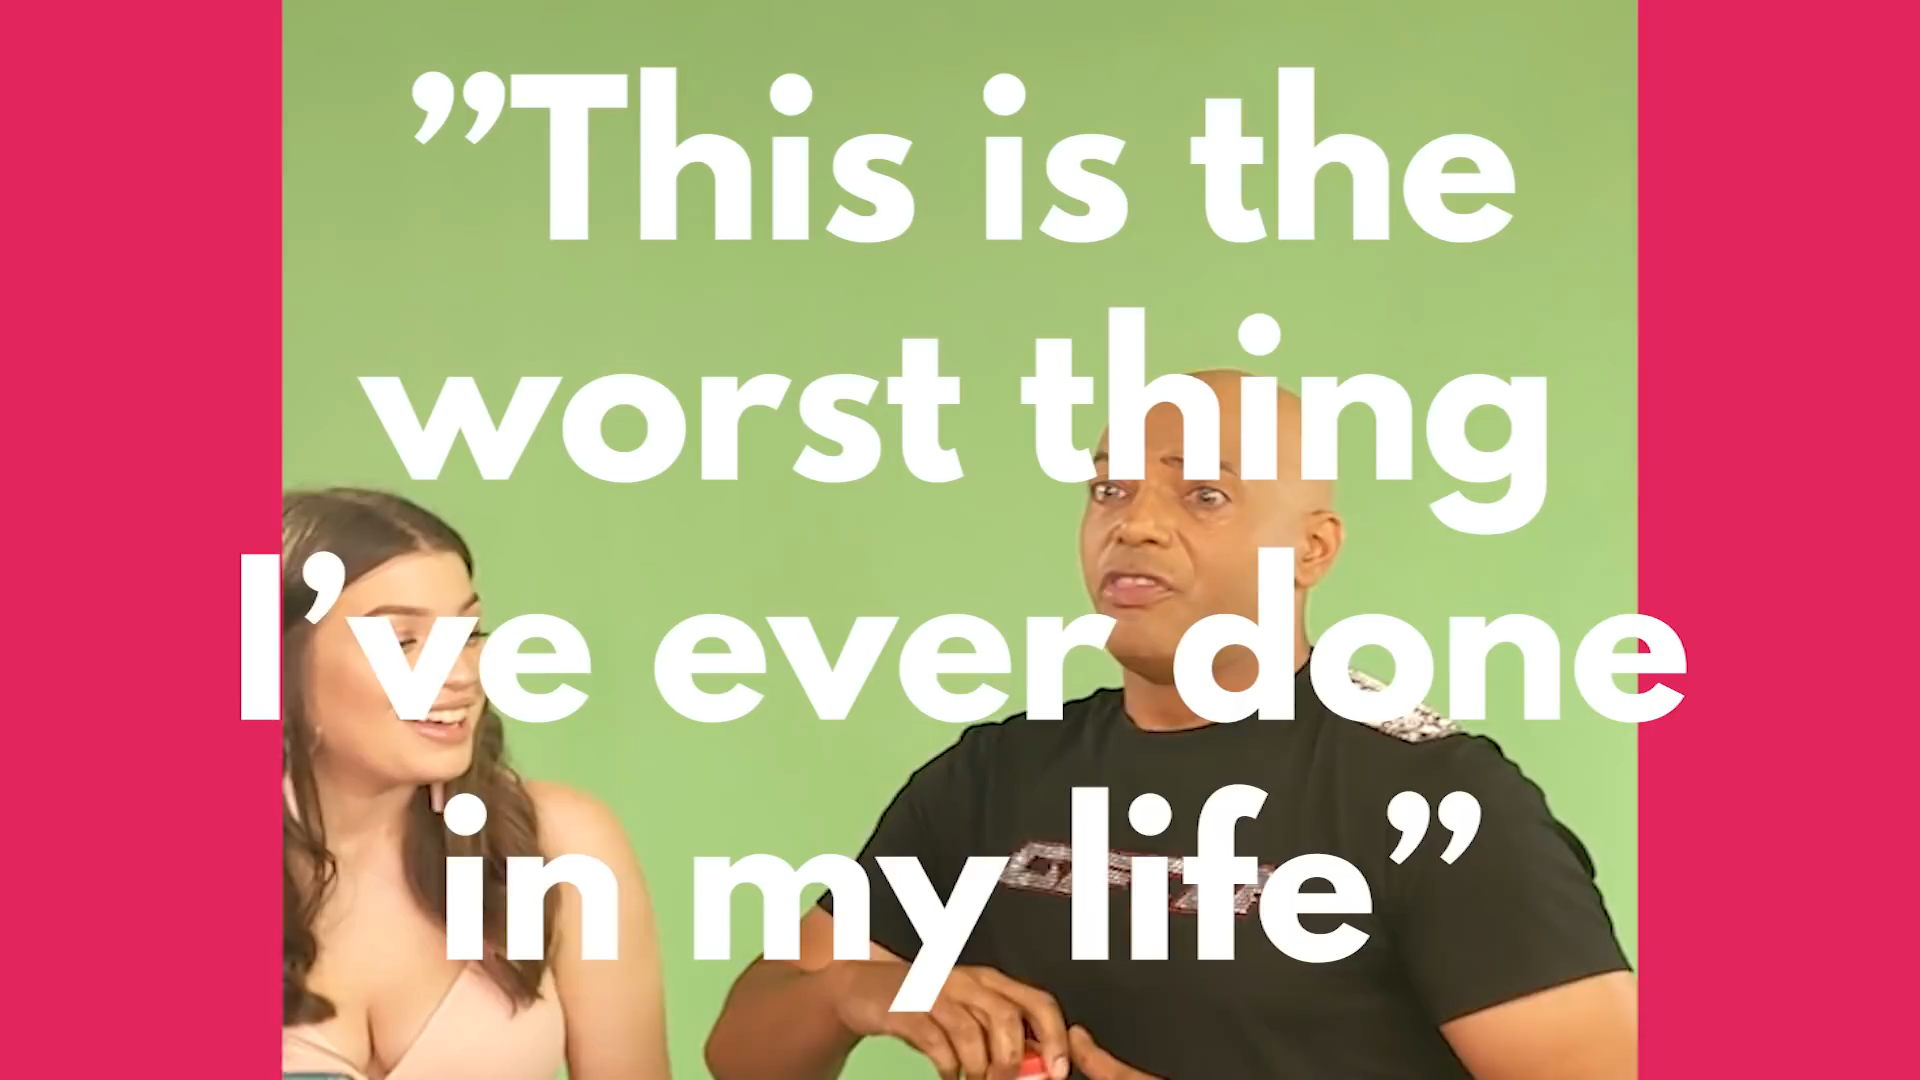 ”This is the
worst thing
I’ve ever done
in my life”